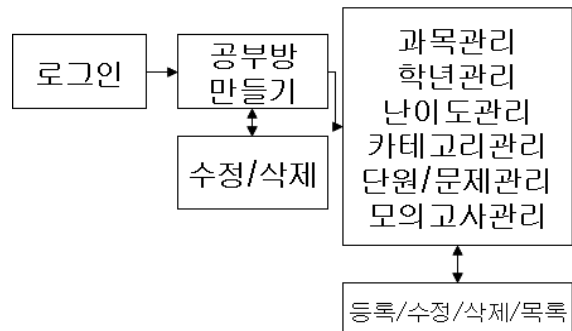 로그인
공부방
만들기
수정/삭제
과목관리
학년관리
난이도관리
카테고리관리
단원/문제관리
모의고사관리
등록/수정/삭제/목록